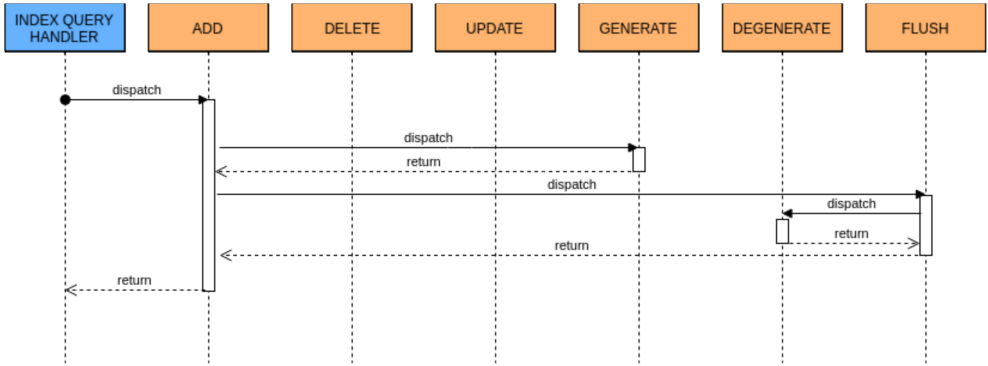 INDEX QUERY
HANDLER
ADD
DELETE
UPDATE
GENERATE
DEGENERATE
FLUSH
dispatch
dispatch
return
dispatch
dispatch
return
return
return